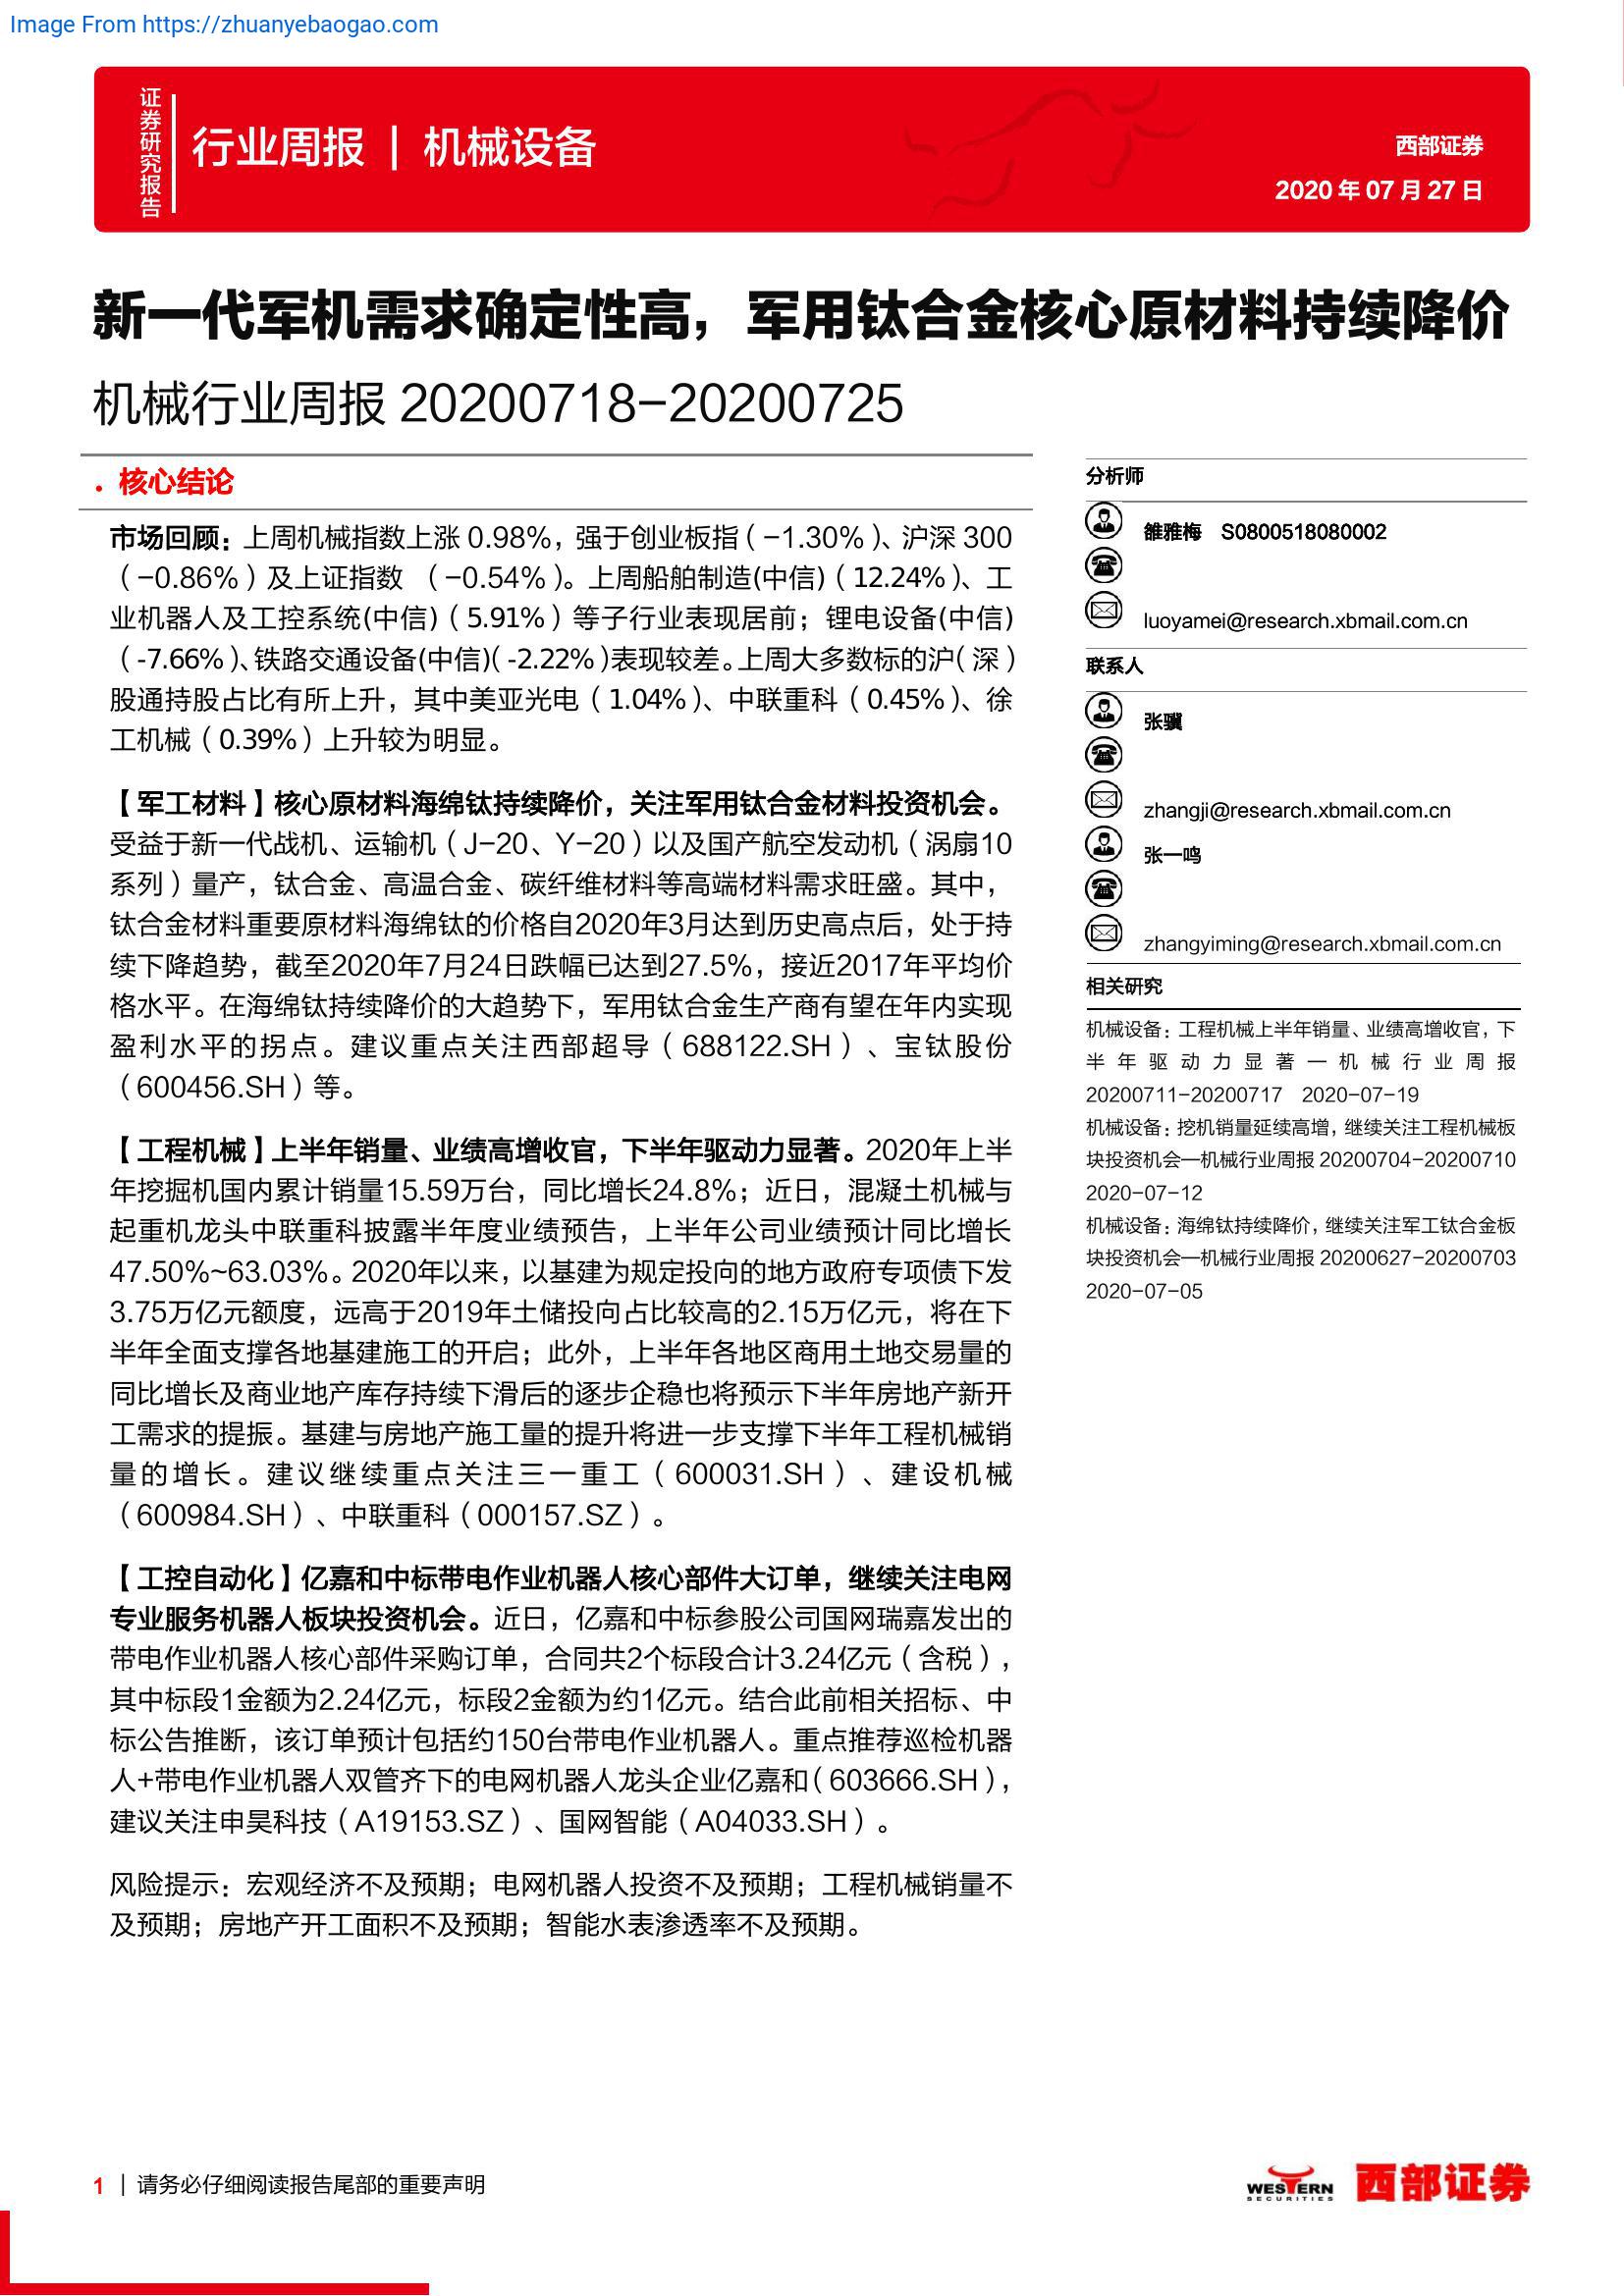 Image From https://zhuanyebaogao.com
证券研究报告
行业周报 | 机械设备
西部证券
2020 年 07 月 27 日
新一代军机需求确定性高，军用钛合金核心原材料持续降价
机械行业周报 20200718-20200725
• 核心结论
市场回顾：上周机械指数上涨 0.98%，强于创业板指（-1.30%）、沪深 300
（-0.86%）及上证指数 （-0.54%）。上周船舶制造(中信)（12.24%）、工
业机器人及工控系统(中信)（5.91%）等子行业表现居前；锂电设备(中信)
（-7.66%）、铁路交通设备(中信)（-2.22%）表现较差。上周大多数标的沪（深）
股通持股占比有所上升，其中美亚光电（1.04%）、中联重科（0.45%）、徐
工机械（0.39%）上升较为明显。
【军工材料】核心原材料海绵钛持续降价，关注军用钛合金材料投资机会。
受益于新一代战机、运输机（J-20、Y-20）以及国产航空发动机（涡扇10
系列）量产，钛合金、高温合金、碳纤维材料等高端材料需求旺盛。其中，
钛合金材料重要原材料海绵钛的价格自2020年3月达到历史高点后，处于持
续下降趋势，截至2020年7月24日跌幅已达到27.5%，接近2017年平均价
格水平。在海绵钛持续降价的大趋势下，军用钛合金生产商有望在年内实现
盈利水平的拐点。建议重点关注西部超导（688122.SH）、宝钛股份
（600456.SH）等。
【工程机械】上半年销量、业绩高增收官，下半年驱动力显著。2020年上半
年挖掘机国内累计销量15.59万台，同比增长24.8%；近日，混凝土机械与
起重机龙头中联重科披露半年度业绩预告，上半年公司业绩预计同比增长
47.50%~63.03%。2020年以来，以基建为规定投向的地方政府专项债下发
3.75万亿元额度，远高于2019年土储投向占比较高的2.15万亿元，将在下
半年全面支撑各地基建施工的开启；此外，上半年各地区商用土地交易量的
同比增长及商业地产库存持续下滑后的逐步企稳也将预示下半年房地产新开
工需求的提振。基建与房地产施工量的提升将进一步支撑下半年工程机械销
量的增长。建议继续重点关注三一重工（600031.SH）、建设机械
（600984.SH）、中联重科（000157.SZ）。
【工控自动化】亿嘉和中标带电作业机器人核心部件大订单，继续关注电网
专业服务机器人板块投资机会。近日，亿嘉和中标参股公司国网瑞嘉发出的
带电作业机器人核心部件采购订单，合同共2个标段合计3.24亿元（含税），
其中标段1金额为2.24亿元，标段2金额为约1亿元。结合此前相关招标、中
标公告推断，该订单预计包括约150台带电作业机器人。重点推荐巡检机器
人+带电作业机器人双管齐下的电网机器人龙头企业亿嘉和（603666.SH），
建议关注申昊科技（A19153.SZ）、国网智能（A04033.SH）。
风险提示：宏观经济不及预期；电网机器人投资不及预期；工程机械销量不
及预期；房地产开工面积不及预期；智能水表渗透率不及预期。
分析师
雒雅梅 S0800518080002
luoyamei@research.xbmail.com.cn
联系人
张骥
zhangji@research.xbmail.com.cn
张一鸣
zhangyiming@research.xbmail.com.cn
相关研究
机械设备：工程机械上半年销量、业绩高增收官，下
半年驱动力显著—机械行业周报
20200711-20200717 2020-07-19
机械设备：挖机销量延续高增，继续关注工程机械板
块投资机会—机械行业周报 20200704-20200710
2020-07-12
机械设备：海绵钛持续降价，继续关注军工钛合金板
块投资机会—机械行业周报 20200627-20200703
2020-07-05
1 | 请务必仔细阅读报告尾部的重要声明
WESTERN
SECURITIES
西部证券